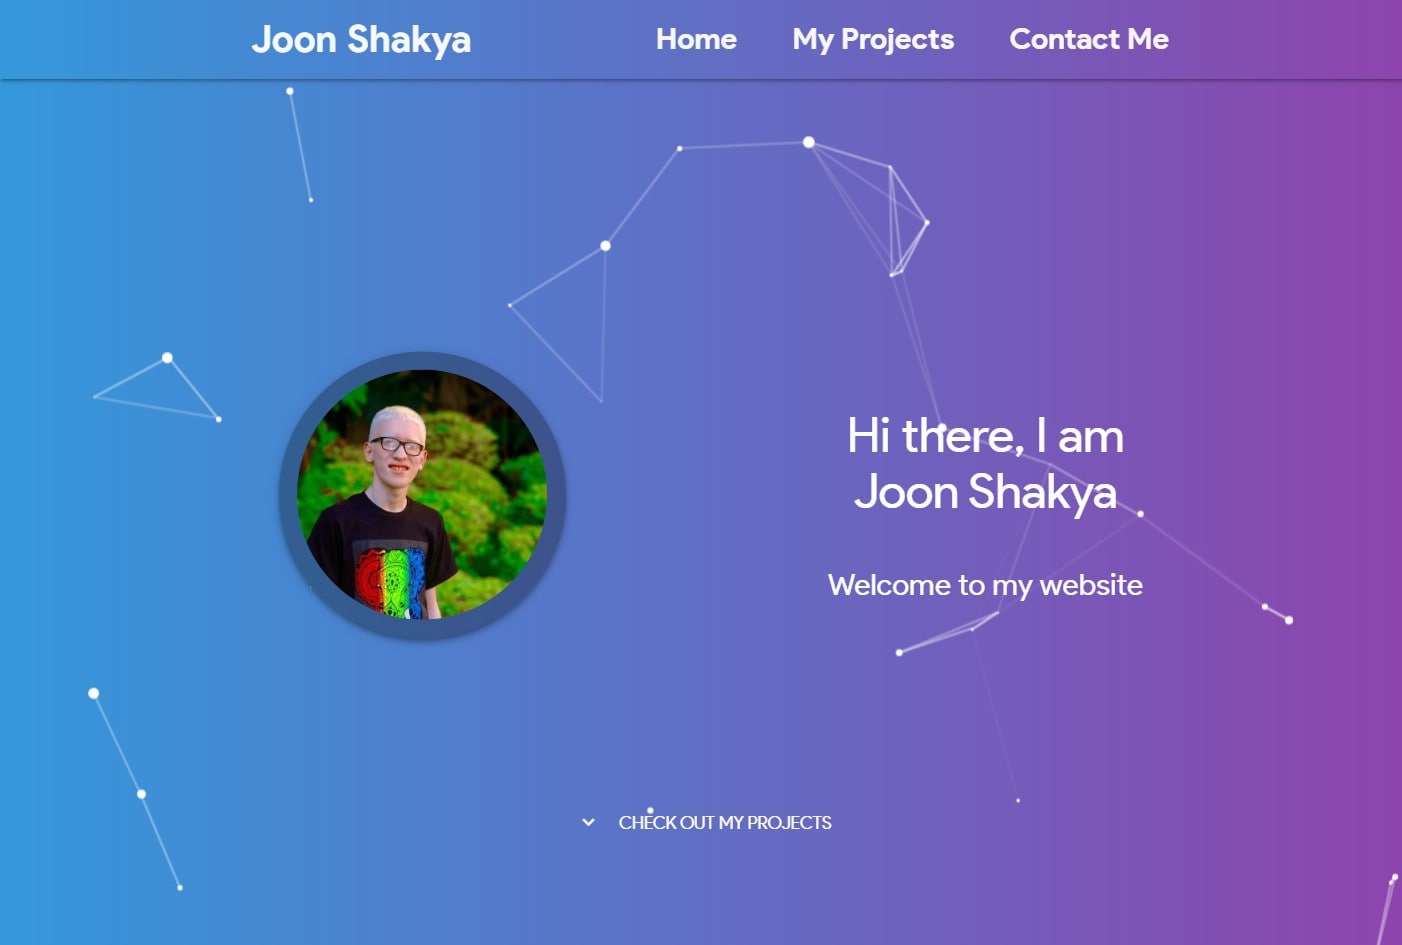 Joon Shakya
Home
My Projects
Contact Me
Hi there, I am
Joon Shakya
Welcome to my website
CHECK OUT MY PROJECTS